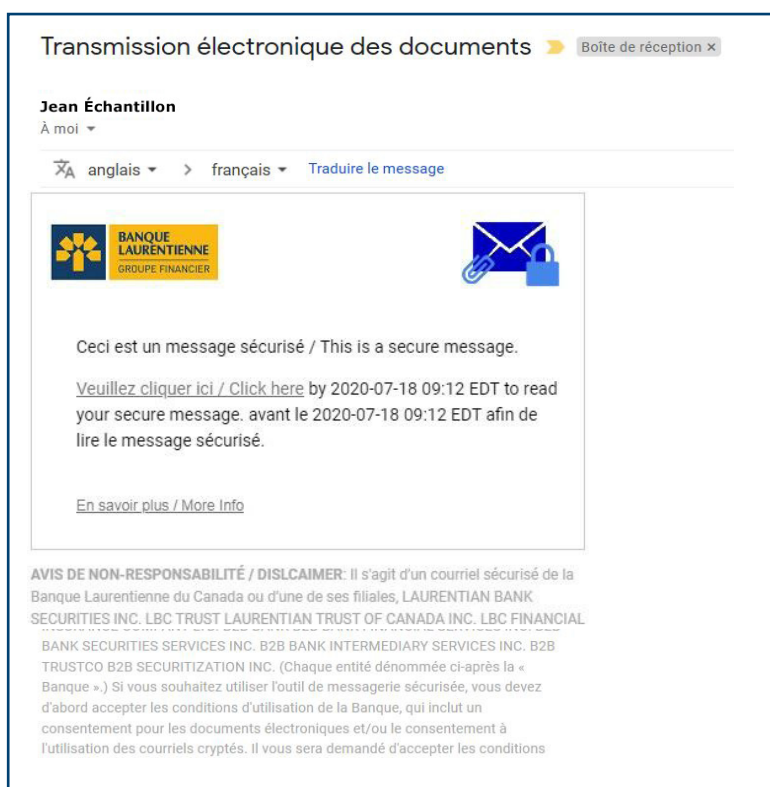 Transmission électronique des documents Boîte de réception ×
Jean Échantillon
À moi
anglais > français Traduire le message
BANQUE
LAURENTIENNE
GROUPE FINANCIER
Ceci est un message sécurisé / This is a secure message.
Veuillez cliquer ici / Click here by 2020-07-18 09:12 EDT to read
your secure message. avant le 2020-07-18 09:12 EDT afin de
lire le message sécurisé.
En savoir plus / More Info
AVIS DE NON-RESPONSABILITÉ / DISLCAIMER: Il s'agit d'un courriel sécurisé de la
Banque Laurentienne du Canada ou d'une de ses filiales, LAURENTIAN BANK
SECURITIES INC. LBC TRUST LAURENTIAN TRUST OF CANADA INC. LBC FINANCIAL
BANK SECURITIES SERVICES INC. B2B BANK INTERMEDIARY SERVICES INC. B2B
TRUSTCO B2B SECURITIZATION INC. (Chaque entité dénommée ci-après la «
Banque ».) Si vous souhaitez utiliser l'outil de messagerie sécurisée, vous devez
d'abord accepter les conditions d'utilisation de la Banque, qui inclut un
consentement pour les documents électroniques et/ou le consentement à
l'utilisation des courriels cryptés. Il vous sera demandé d'accepter les conditions